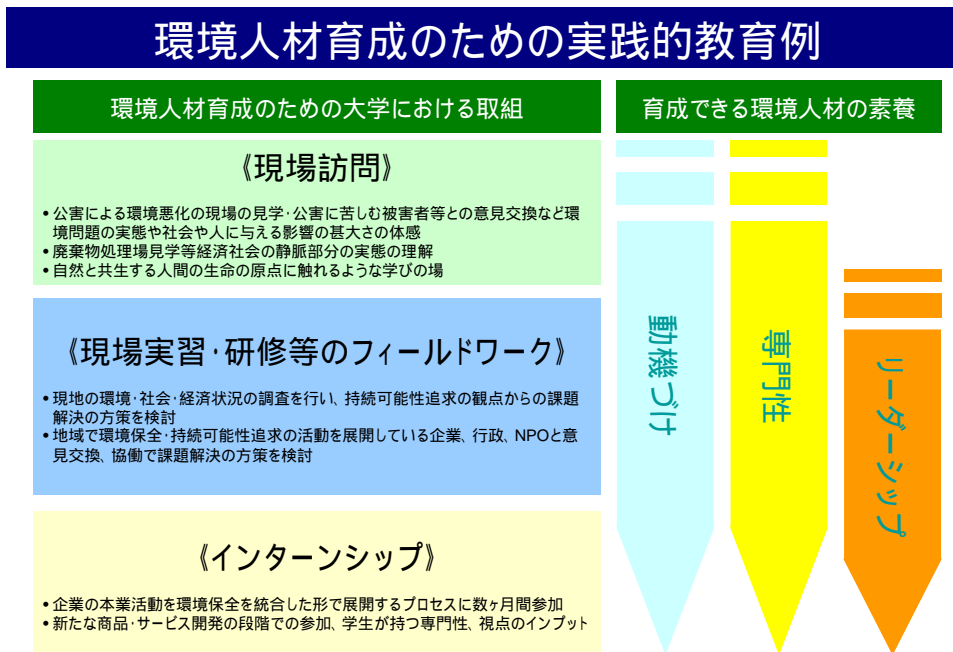 環境人材育成のための実践的教育例
環境人材育成のための大学における取組
育成できる環境人材の素養
《現場訪問》
•公害による環境悪化の現場の見学・公害に苦しむ被害者等との意見交換など環
境問題の実態や社会や人に与える影響の甚大さの体感
•廃棄物処理場見学等経済社会の静脈部分の実態の理解
•自然と共生する人間の生命の原点に触れるような学びの場
《現場実習・研修等のフィールドワーク》
•現地の環境・社会・経済状況の調査を行い、持続可能性追求の観点からの課題
解決の方策を検討
•地域で環境保全・持続可能性追求の活動を展開している企業、行政、NPOと意
見交換、協働で課題解決の方策を検討
《インターンシップ》
•企業の本業活動を環境保全を統合した形で展開するプロセスに数ヶ月間参加
•新たな商品・サービス開発の段階での参加、学生が持つ専門性、視点のインプット
動機づけ
専門性
リーダーシップ